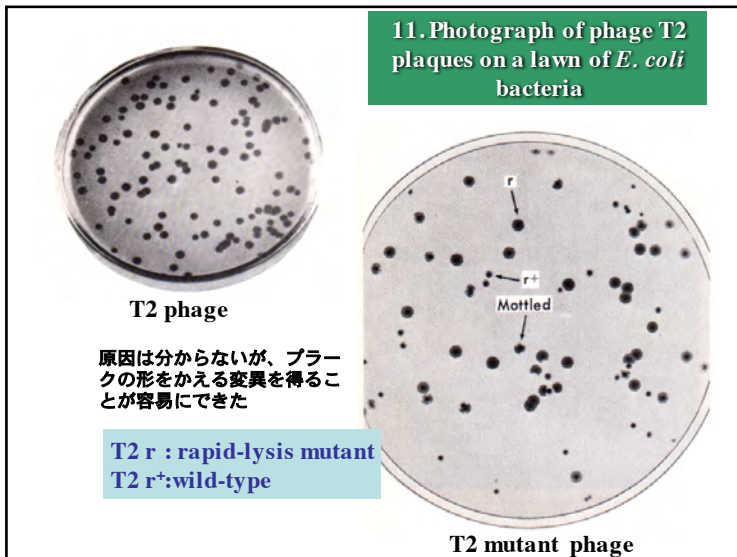 11. Photograph of phage T2
plaques on a lawn of E. coli
bacteria
r
r+
Mottled
T2 phage
原因は分からないが、プラー
クの形をかえる変異を得るこ
とが容易にできた
T2 r : rapid-lysis mutant
T2 r+:wild-type
T2 mutant phage